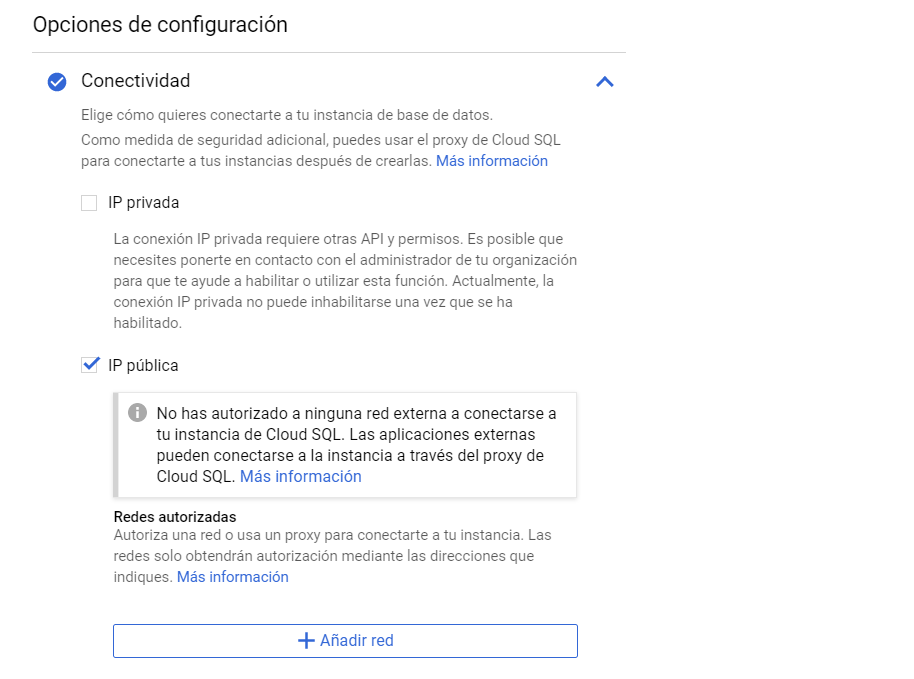 Opciones de configuración
Conectividad
Elige cómo quieres conectarte a tu instancia de base de datos.
Como medida de seguridad adicional, puedes usar el proxy de Cloud SQL
para conectarte a tus instancias después de crearlas. Más información
IP privada
La conexión IP privada requiere otras API y permisos. Es posible que
necesites ponerte en contacto con el administrador de tu organización
para que te ayude a habilitar o utilizar esta función. Actualmente, la
conexión IP privada no puede inhabilitarse una vez que se ha
habilitado.
IP pública
No has autorizado a ninguna red externa a conectarse a
tu instancia de Cloud SQL. Las aplicaciones externas
pueden conectarse a la instancia a través del proxy de
Cloud SQL. Más información
Redes autorizadas
Autoriza una red o usa un proxy para conectarte a tu instancia. Las
redes solo obtendrán autorización mediante las direcciones que
indiques. Más información
Añadir red